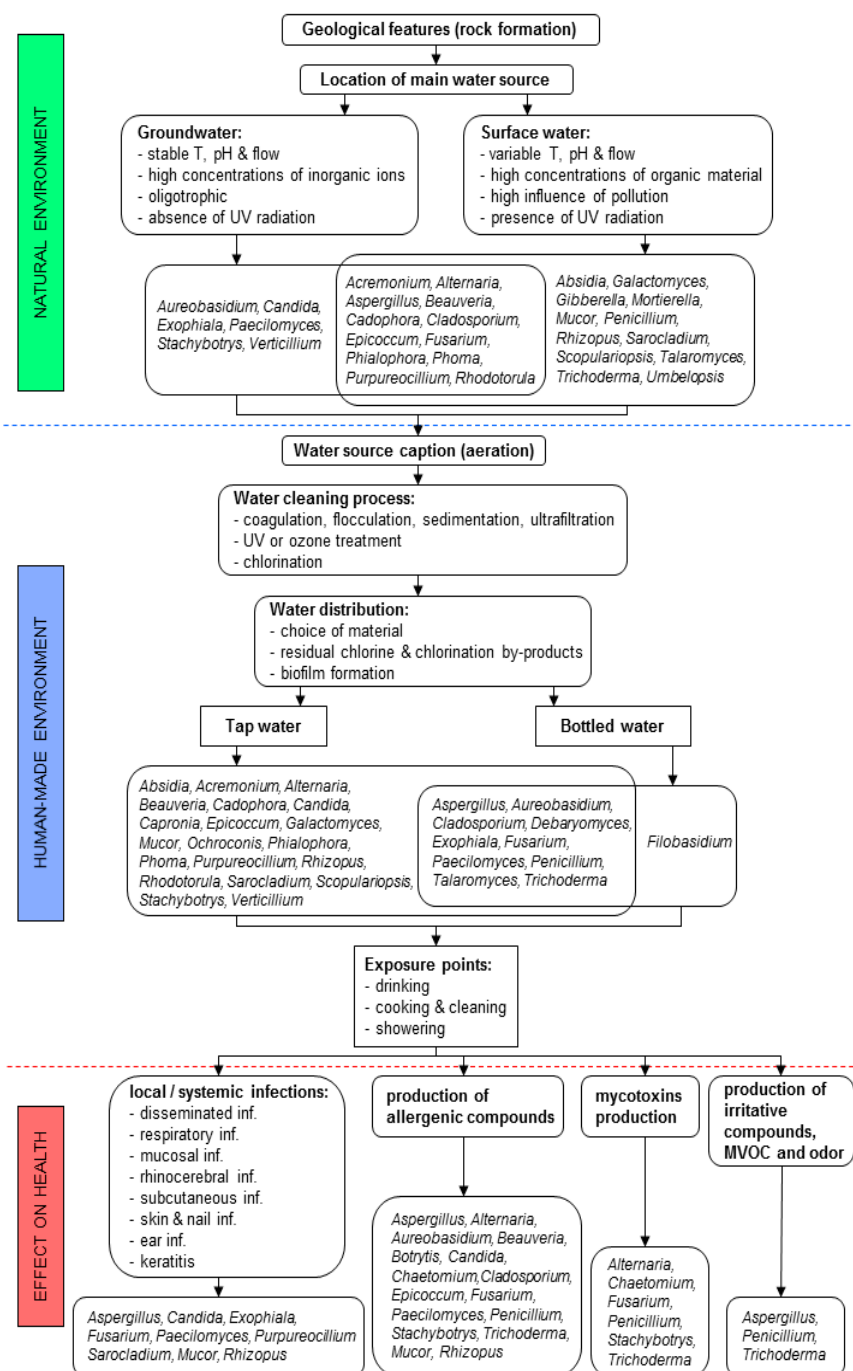 NATURAL ENVIRONMENT
Geological features (rock formation)
Location of main water source
Groundwater:
- stable T, pH & flow
- high concentrations of inorganic ions
- oligotrophic
- absence of UV radiation
Surface water:
- variable T, pH & flow
- high concentrations of organic material
- high influence of pollution
- presence of UV radiation
Aureobasidium, Candida,
Exophiala, Paecilomyces,
Stachybotrys, Verticillium
Acremonium, Alternaria,
Aspergillus, Beauveria,
Cadophora, Cladosporium,
Epicoccum, Fusarium,
Phialophora, Phoma,
Purpureocillium, Rhodotorula
Absidia, Galactomyces,
Gibberella, Mortierella,
Mucor, Penicillium,
Rhizopus, Sarocladium,
Scopulariopsis, Talaromyces,
Trichoderma, Umbelopsis
HUMAN-MADE ENVIRONMENT
Water source caption (aeration)
Water cleaning process:
- coagulation, flocculation, sedimentation, ultrafiltration
- UV or ozone treatment
- chlorination
Water distribution:
- choice of material
- residual chlorine & chlorination by-products
- biofilm formation
Tap water
Bottled water
Absidia, Acremonium, Alternaria,
Beauveria, Cadophora, Candida,
Capronia, Epicoccum, Galactomyces,
Mucor, Ochroconis, Phialophora,
Phoma, Purpureocillium, Rhizopus,
Rhodotorula, Sarocladium, Scopulariopsis,
Stachybotrys, Verticillium
Aspergillus, Aureobasidium,
Cladosporium, Debaryomyces,
Exophiala, Fusarium,
Paecilomyces, Penicillium,
Talaromyces, Trichoderma
Filobasidium
Exposure points:
- drinking
- cooking & cleaning
- showering
EFFECT ON HEALTH
local / systemic infections:
- disseminated inf.
- respiratory inf.
- mucosal inf.
- rhinocerebral inf.
- subcutaneous inf.
- skin & nail inf.
- ear inf.
- keratitis
Aspergillus, Candida, Exophiala,
Fusarium, Paecilomyces, Purpureocillium
Sarocladium, Mucor, Rhizopus
production of
allergenic compounds
Aspergillus, Alternaria,
Aureobasidium, Beauveria,
Botrytis, Candida,
Chaetomium, Cladosporium,
Epicoccum, Fusarium,
Paecilomyces, Penicillium,
Stachybotrys, Trichoderma,
Mucor, Rhizopus
mycotoxins
production
Alternaria,
Chaetomium,
Fusarium,
Penicillium,
Stachybotrys,
Trichoderma
production of
irritative
compounds,
MVOC and odor
Aspergillus,
Penicillium,
Trichoderma